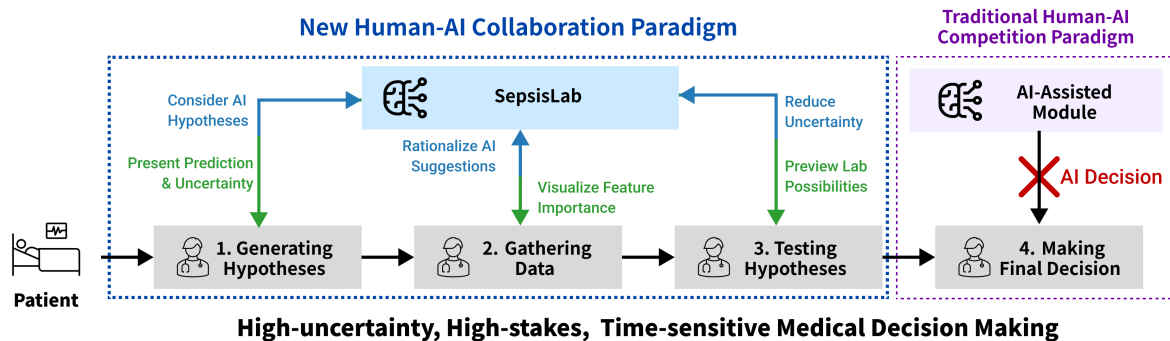 New Human-AI Collaboration Paradigm
Traditional Human-AI
Competition Paradigm
Consider AI
Hypotheses
SepsisLab
Reduce
Uncertainty
AI-Assisted
Module
Rationalize AI
Suggestions
Present Prediction
& Uncertainty
Visualize Feature
Importance
Preview Lab
Possibilities
AI Decision
1. Generating
Hypotheses
2. Gathering
Data
3. Testing
Hypotheses
4. Making
Final Decision
Patient
High-uncertainty, High-stakes, Time-sensitive Medical Decision Making